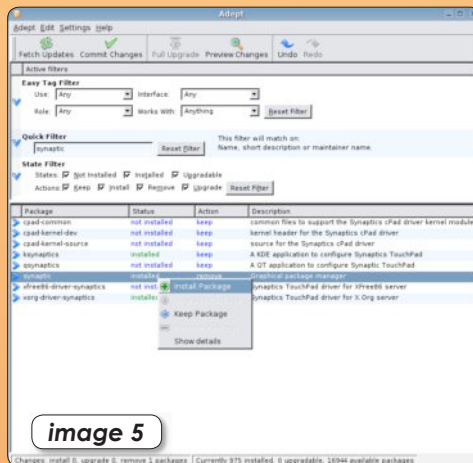 Adept
Adept Edit Settings Help
Fetch Updates Commit Changes Full Upgrade Preview Changes Undo Redo
Active filters
Easy Tag Filter
Use: Any Interface: Any
Role: Any Works With: Anything Reset Filter
Quick Filter
synaptic Reset Filter
This filter will match on:
Name, short description or maintainer name.
State Filter
States: Not Installed Installed Upgradable
Actions: Keep Install Remove Upgrade Reset Filter
Package Status Action Description
cpad-common not installed keep common files to support the Synaptics cPad driver kernel module
cpad-kernel-dev not installed keep kernel header for the Synaptics cPad driver
cpad-kernel-source not installed keep source for the Synaptics cPad driver
ksynaptics installed keep A KDE application to configure Synaptics TouchPad
qsynaptics not installed keep A QT application to configure Synaptic TouchPad
synaptic installed remove Graphical package manager
xfree86-driver-synaptics not inst Synaptics TouchPad driver for XFree86 server
xorg-driver-synaptics installed Synaptics TouchPad driver for X.Org server
Install Package
Keep Package
Show details
image 5
Changes: install 0, upgrade 0, remove 1 packages Currently 975 installed, 0 upgradable, 16944 available packages